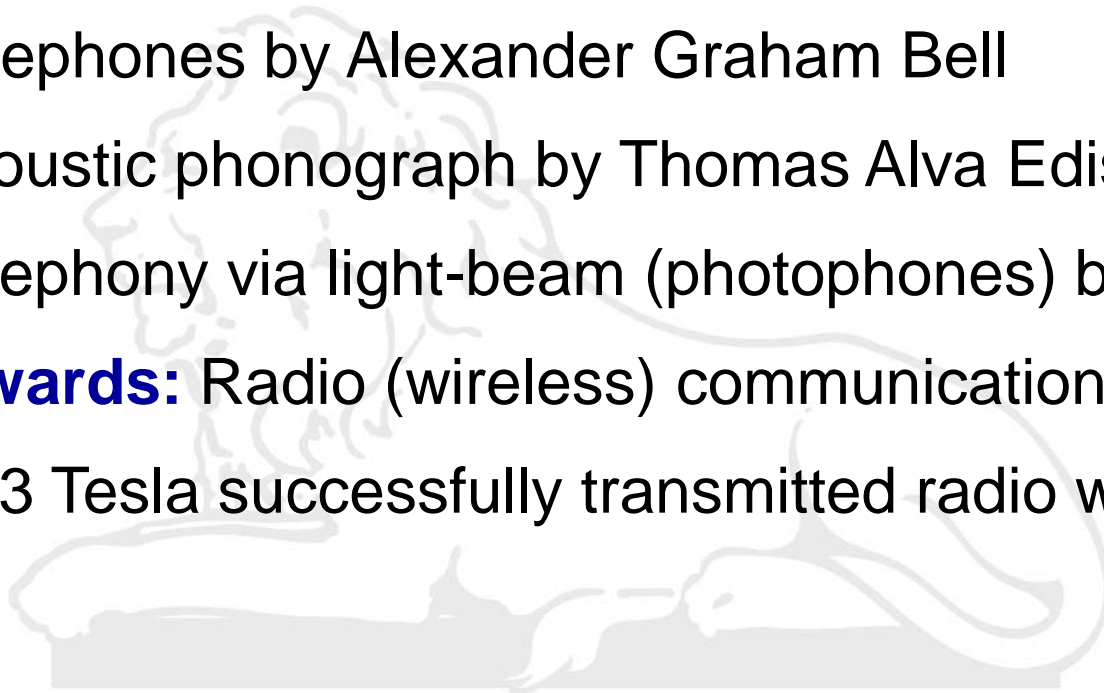 ephones by Alexander Graham Bell
oustic phonograph by Thomas Alva Edis
ephony via light-beam (photophones) b
wards: Radio (wireless) communication
3 Tesla successfully transmitted radio w